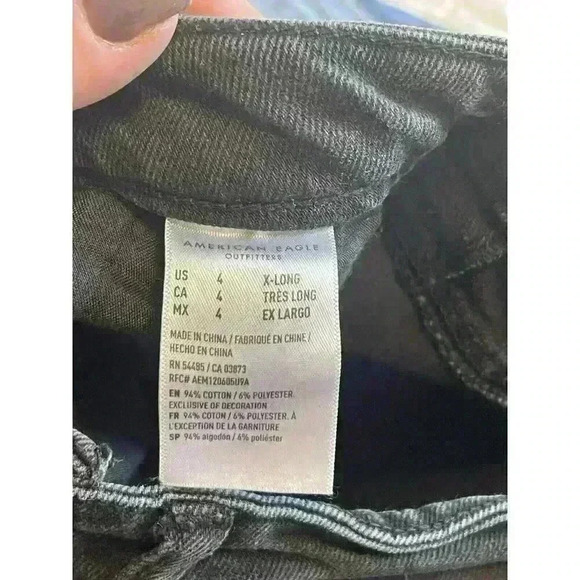 AMERICAN EAGLE
OUTFITTERS
US 4 X-LONG
CA 4 TRÈS LONG
MX 4 EX LARGO
MADE IN CHINA / FABRIQUÉ EN CHINE /
HECHO EN CHINA
RN 54485 / CA 03873
RFC# AEM120605U9A
EN 94% COTTON / 6% POLYESTER.
EXCLUSIVE OF DECORATION
FR 94% COTON / 6% POLYESTER. À
L'EXCEPTION DE LA GARNITURE
SP 94% algodón / 6% poliéster